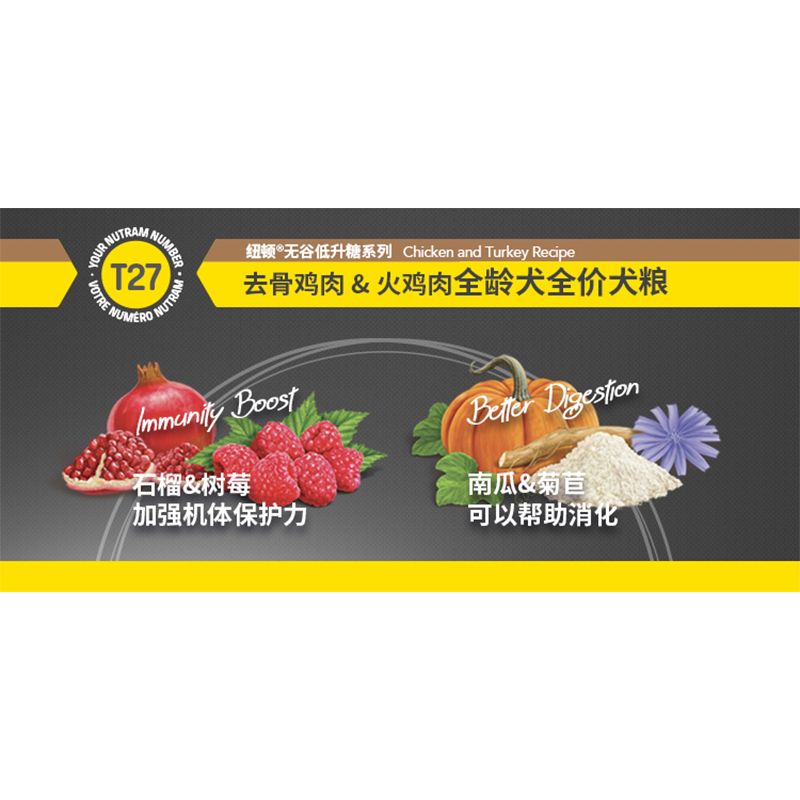 · YOUR NUTRAM NUMBER ·
T27
VOTRE NUMÉRO NUTRAM
纽顿®无谷低升糖系列 Chicken and Turkey Recipe
去骨鸡肉 & 火鸡肉全龄犬全价犬粮
Immunity Boost
石榴&树莓
加强机体保护力
Better Digestion
南瓜&菊苣
可以帮助消化